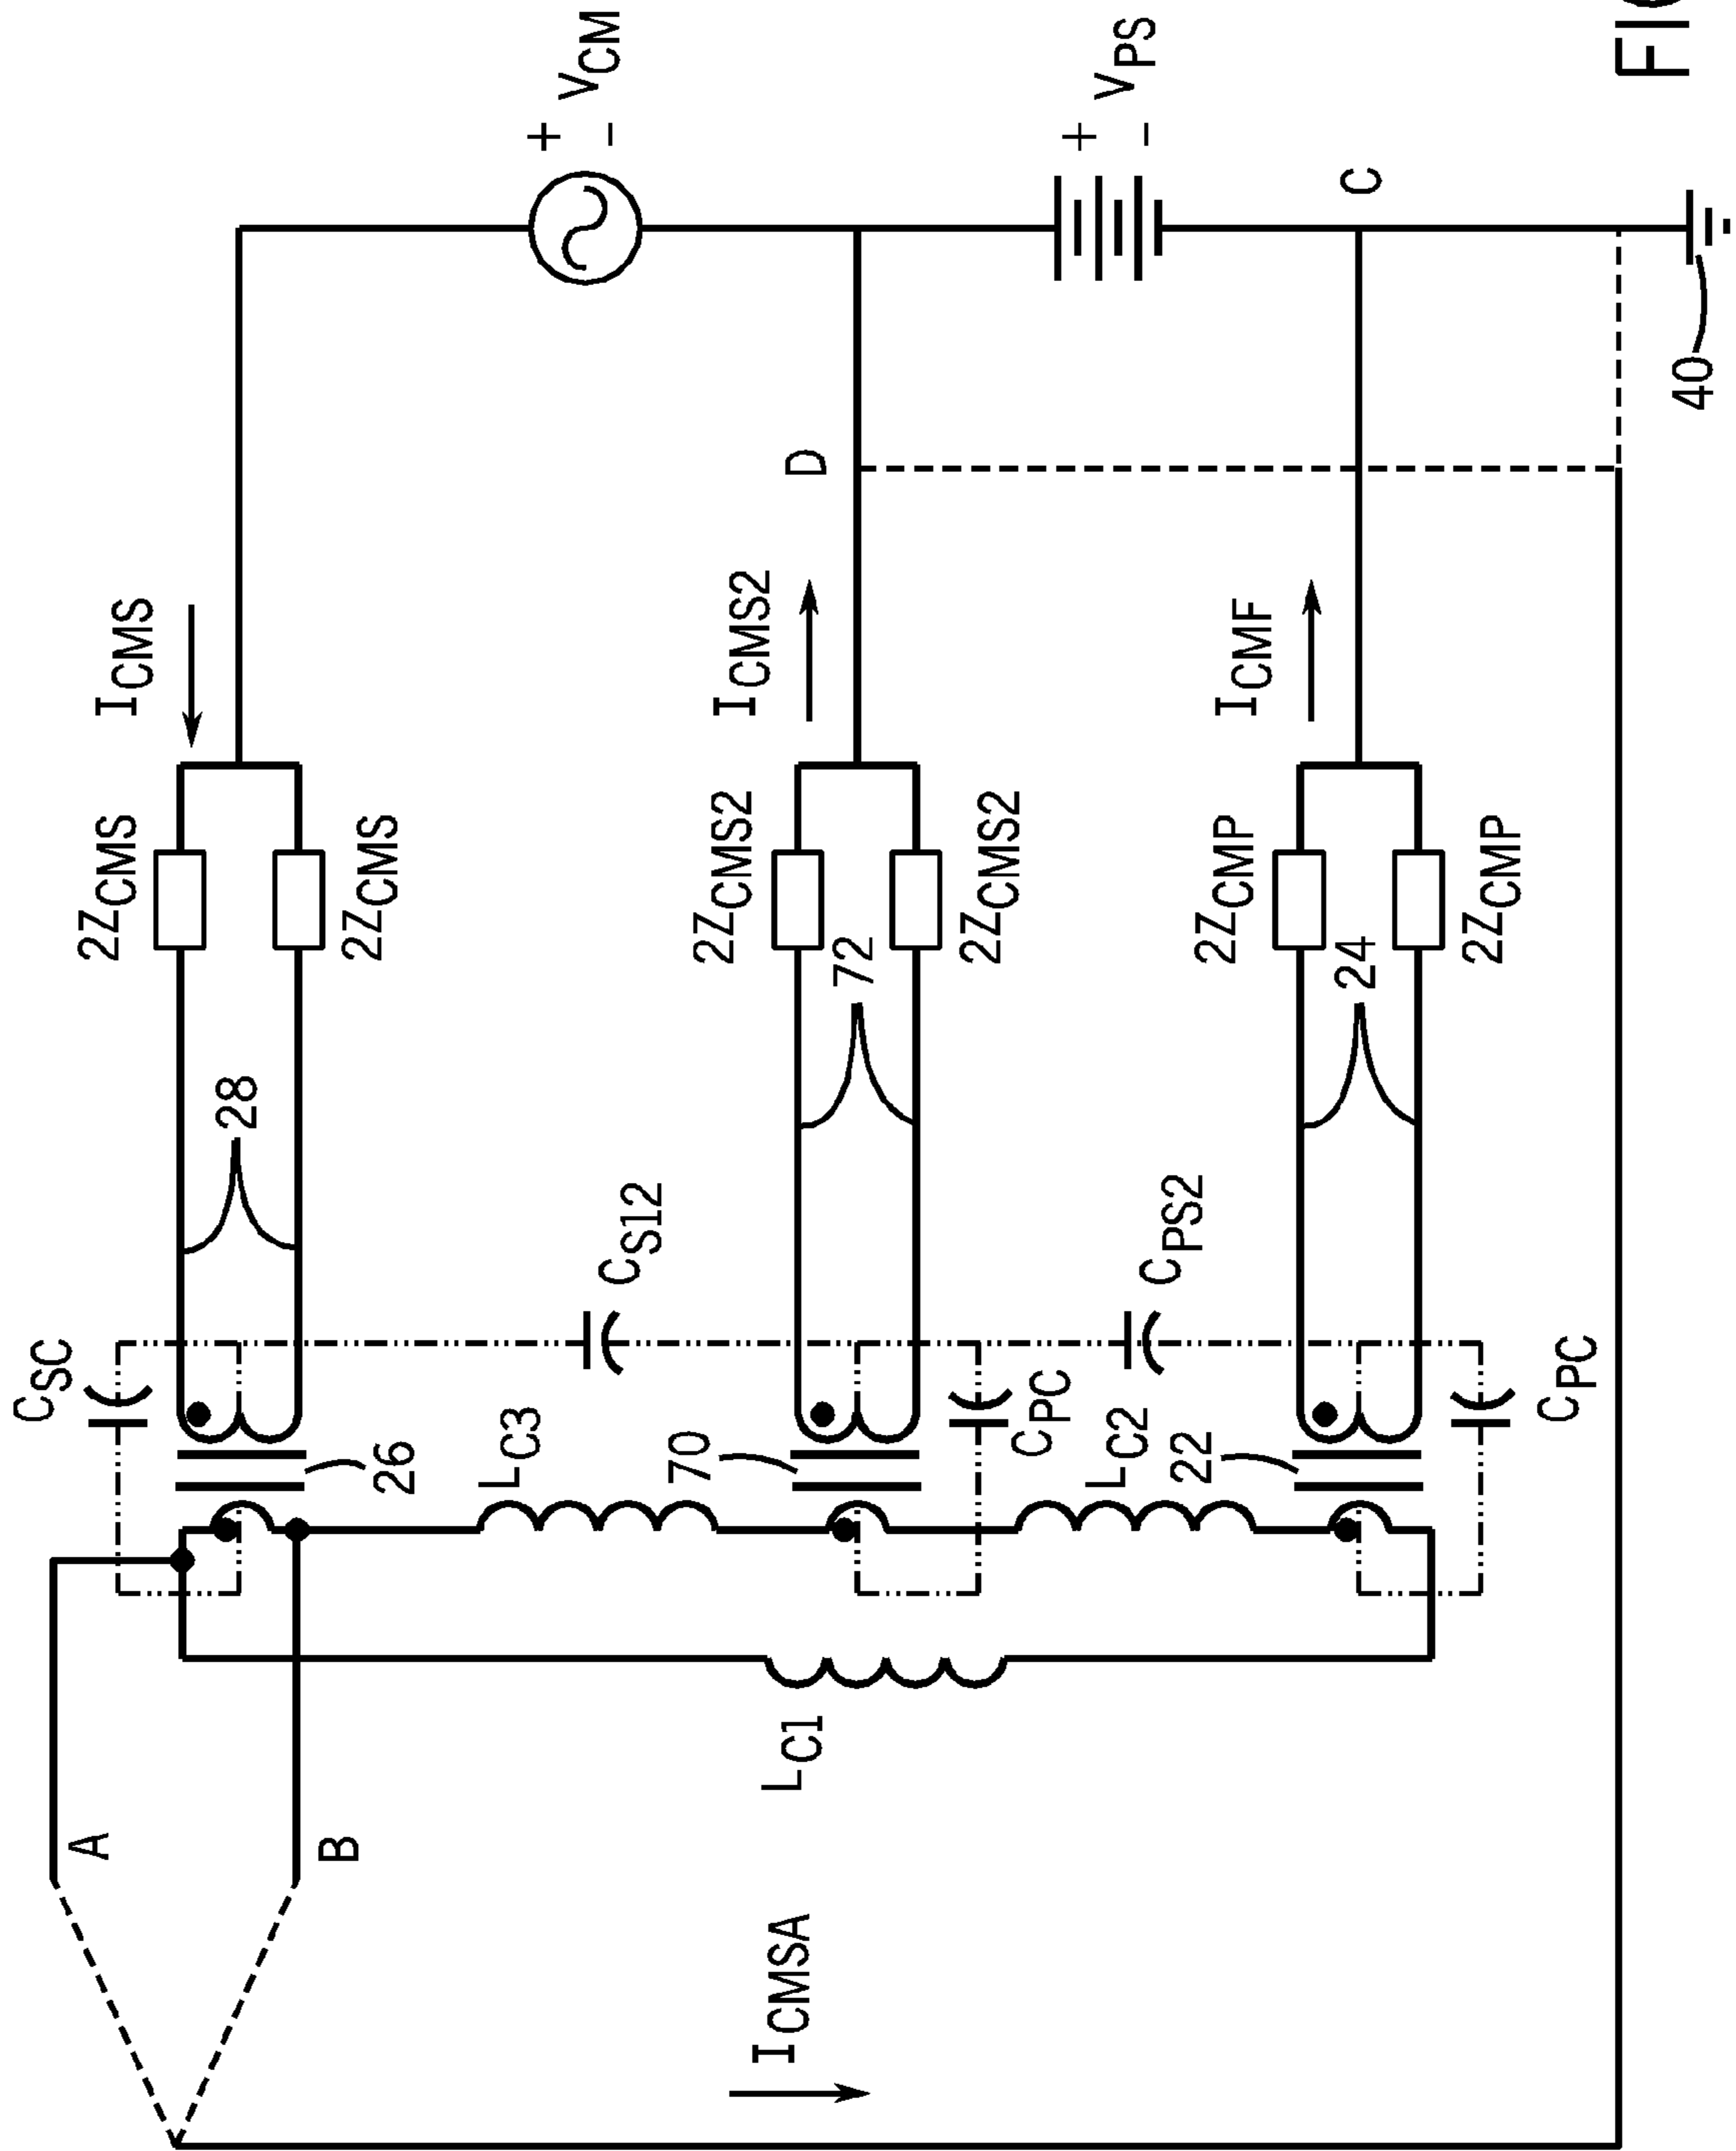 +
- VCM
+
- VPS
C
D
ICMS
ICMS2
ICMF
2ZCMS
2ZCMS
2ZCMS2
2ZCMS2
2ZCMP
2ZCMP
28
72
24
CSC
CS12
CPS2
CPC
CPC
26
LC3
70
LC2
22
LC1
A
B
ICMSA
40